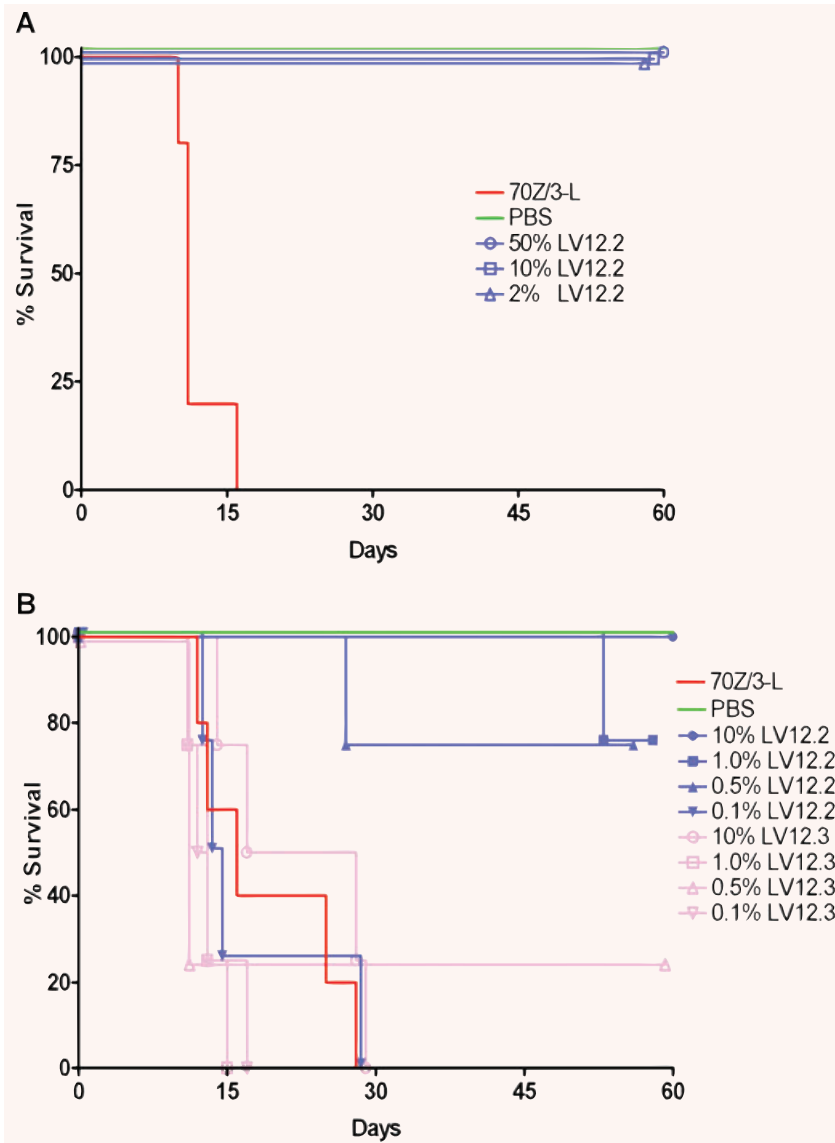 A
100
75
50
25
0
% Survival
0 15 30 45 60
Days
70Z/3-L
PBS
50% LV12.2
10% LV12.2
2% LV12.2
B
100
80
60
40
20
0
% Survival
0 15 30 45 60
Days
70Z/3-L
PBS
10% LV12.2
1.0% LV12.2
0.5% LV12.2
0.1% LV12.2
10% LV12.3
1.0% LV12.3
0.5% LV12.3
0.1% LV12.3